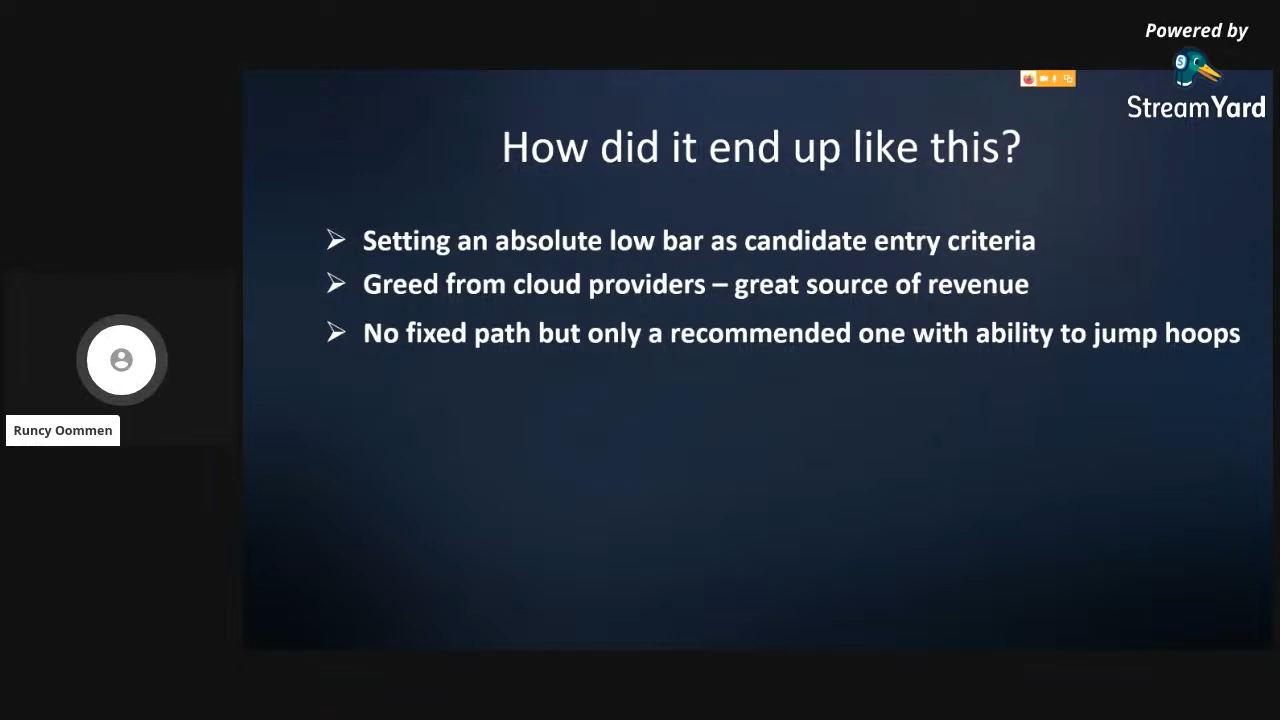 Powered by
StreamYard
How did it end up like this?
Setting an absolute low bar as candidate entry criteria
Greed from cloud providers – great source of revenue
No fixed path but only a recommended one with ability to jump hoops
Runcy Oommen